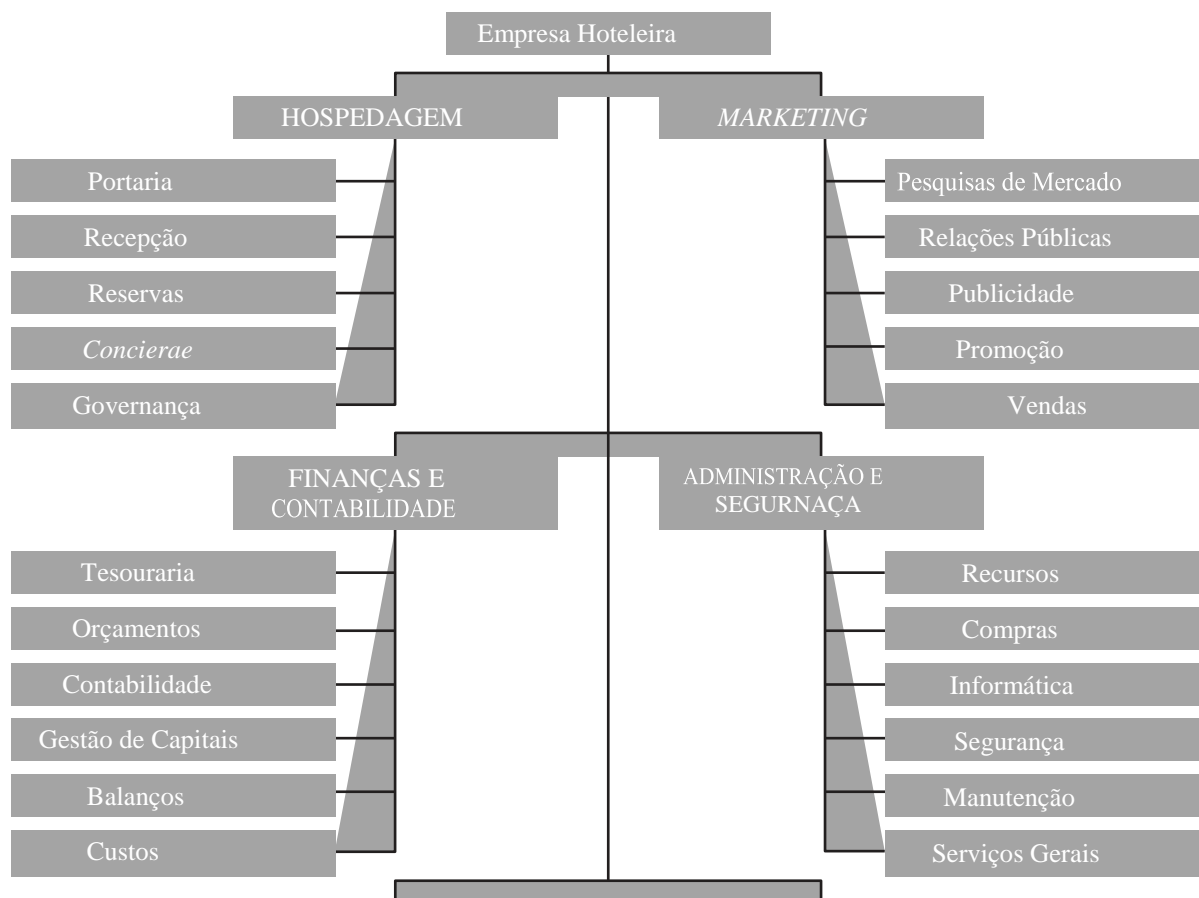 Empresa Hoteleira
HOSPEDAGEM
Portaria
Recepção
Reservas
Concierae
Governança
MARKETING
Pesquisas de Mercado
Relações Públicas
Publicidade
Promoção
Vendas
FINANÇAS E
CONTABILIDADE
Tesouraria
Orçamentos
Contabilidade
Gestão de Capitais
Balanços
Custos
ADMINISTRAÇÃO E
SEGURNAÇA
Recursos
Compras
Informática
Segurança
Manutenção
Serviços Gerais